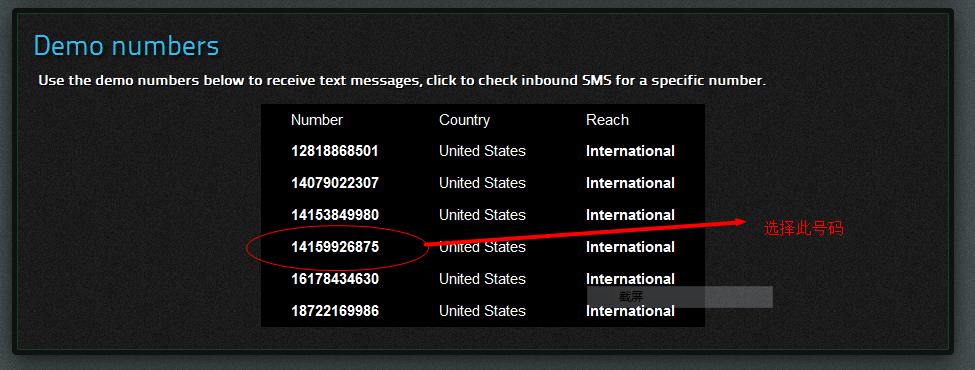 Demo numbers
Use the demo numbers below to receive text messages, click to check inbound SMS for a specific number.
Number Country Reach
12818868501 United States International
14079022307 United States International
14153849980 United States International
选择此号码
14159926875 United States International
16178434630 United States International
截屏
18722169986 United States International